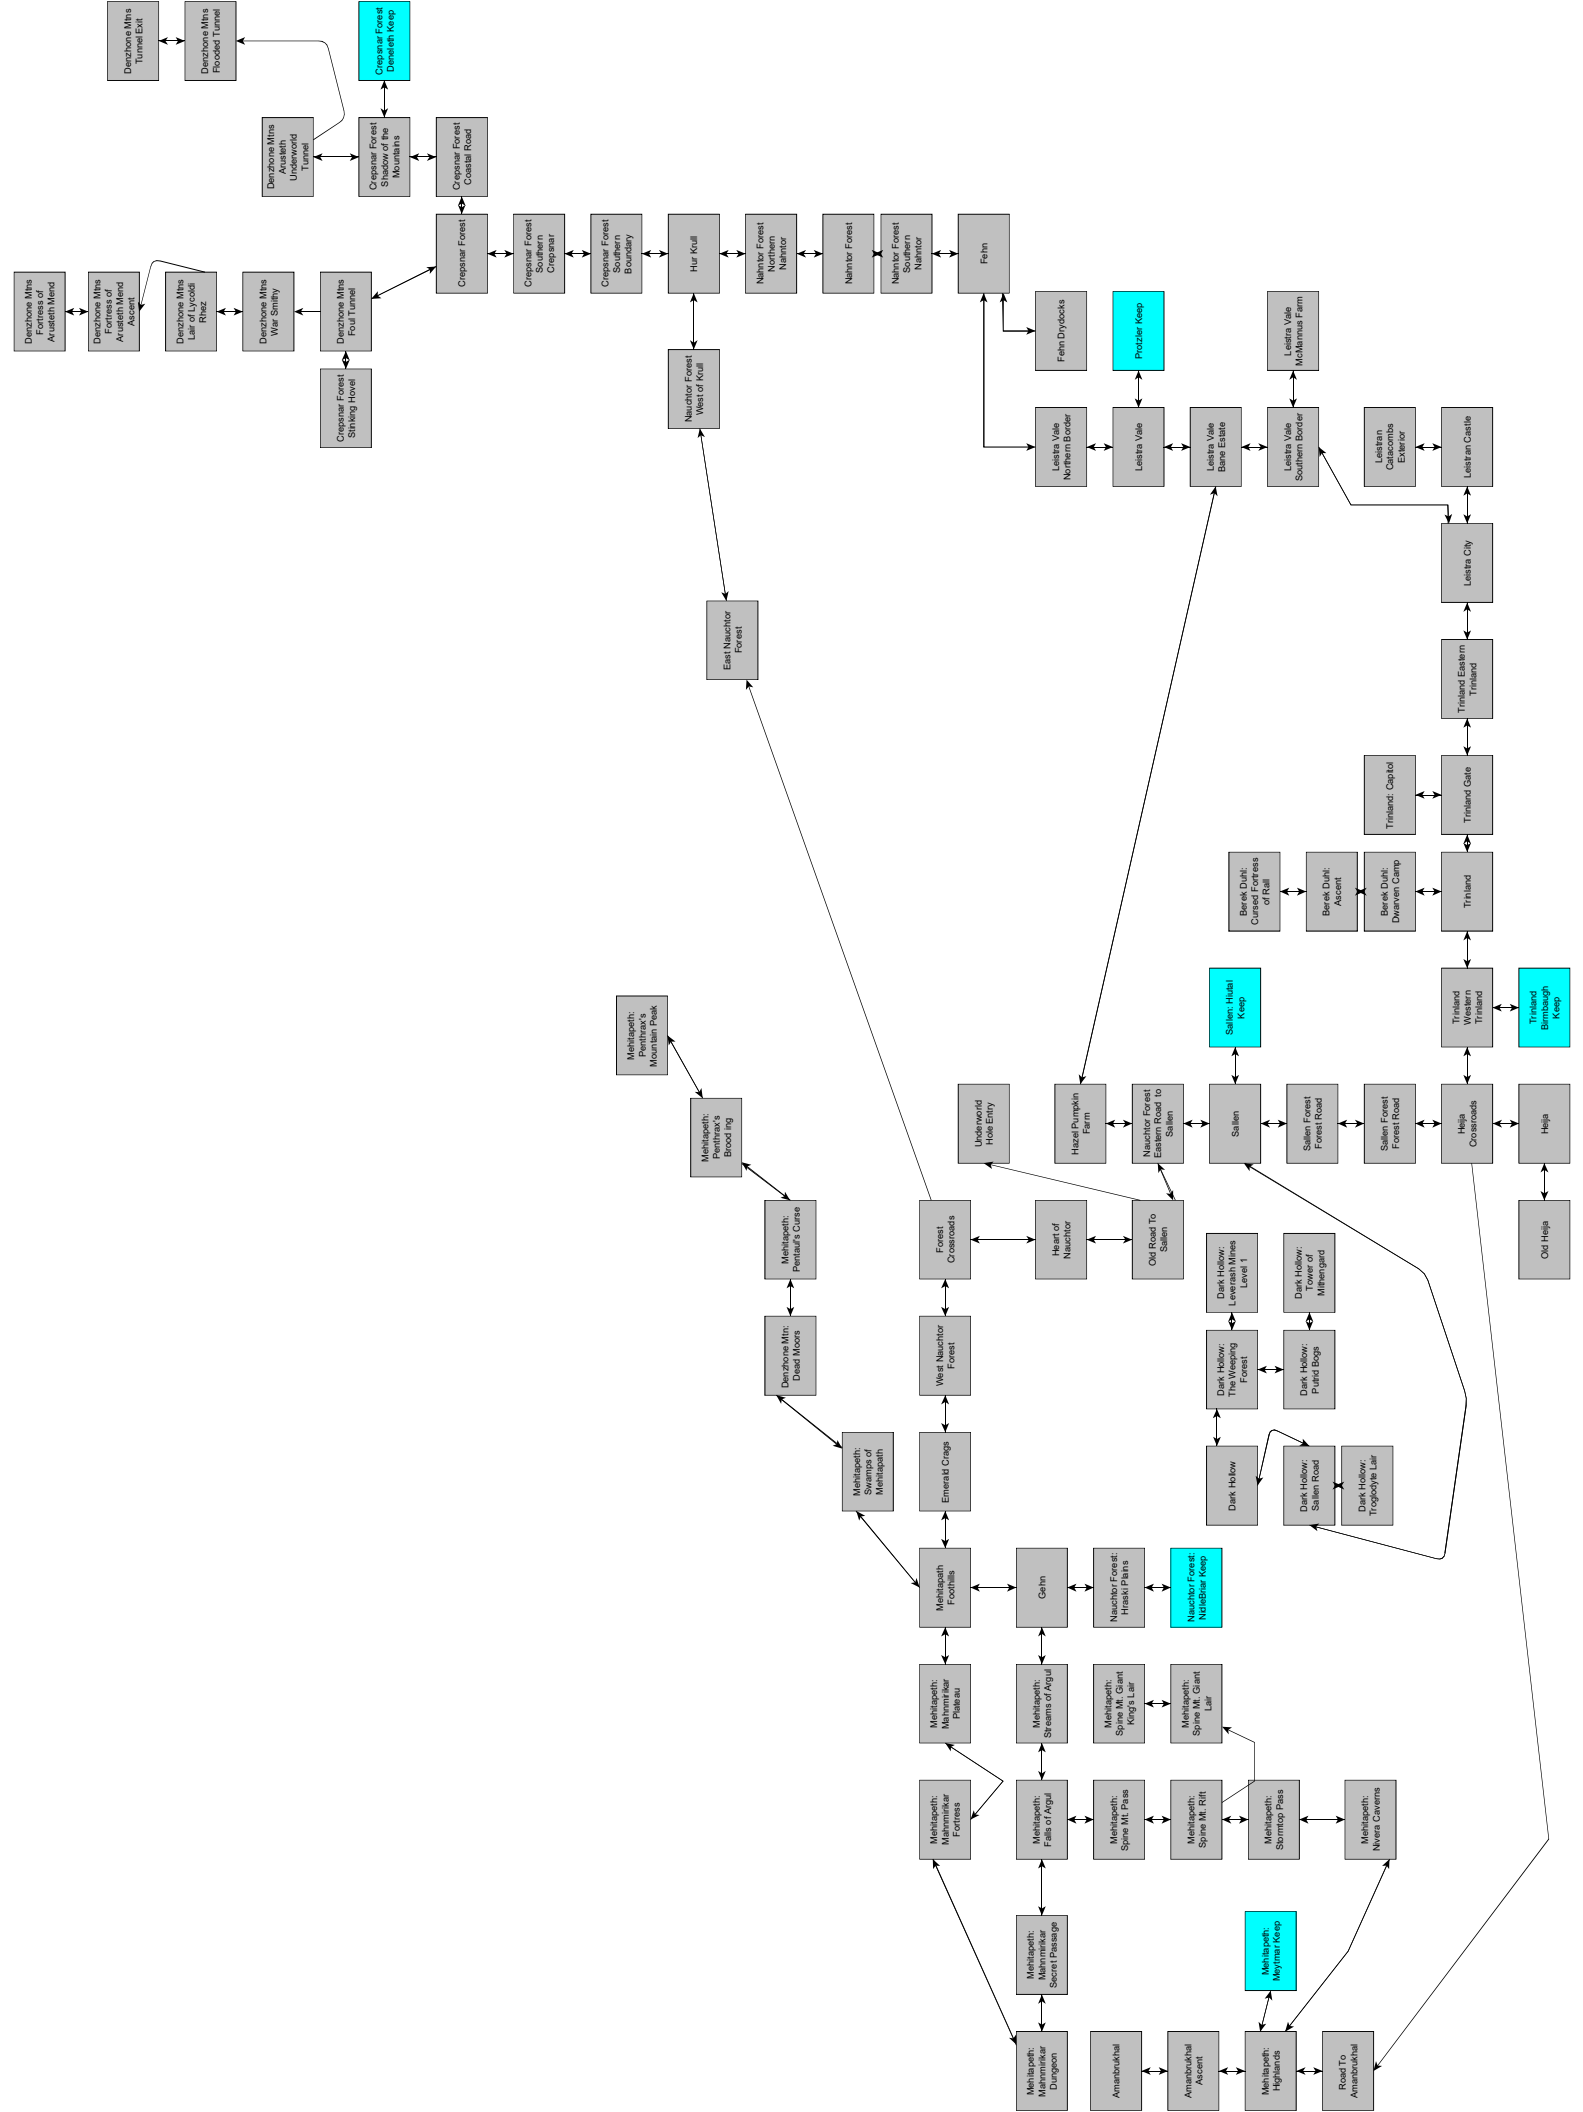 Denzhone Mtns
Tunnel Exit
Denzhone Mtns
Flooded Tunnel
Crepsnar Forest
Deneleth Keep
Denzhone Mtns
Arusteth
Underworld
Tunnel
Crepsnar Forest
Shadow of the
Mountains
Crepsnar Forest
Coastal Road
Crepsnar Forest
Crepsnar Forest
Southern
Crepsnar
Crepsnar Forest
Southern
Boundary
Hur Krull
Nahntor Forest
Northern
Nahntor
Nahntor Forest
Nahntor Forest
Southern
Nahntor
Fehn
Denzhone Mtns
Fortress of
Arusteth Mend
Denzhone Mtns
Fortress of
Arusteth Mend
Ascent
Denzhone Mtns
Lair of Lycoldi
Rhez
Denzhone Mtns
War Smithy
Denzhone Mtns
Foul Tunnel
Crepsnar Forest
Stinking Hovel
Nauchtor Forest
West of Krull
Fehn Drydocks
Protzler Keep
Leistra Vale
McMannus Farm
Leistra Vale
Northern Border
Leistra Vale
Leistra Vale
Bane Estate
Leistra Vale
Southern Border
Leistran
Catacombs
Exterior
Leistran Castle
Leistra City
East Nauchtor
Forest
Trinland Eastern
Trinland
Trinland: Capitol
Trinland Gate
Berek Duhl:
Cursed Fortress
of Rall
Berek Duhl:
Ascent
Berek Duhl:
Dwarven Camp
Trinland
Mehitapeth:
Penthrax's
Mountain Peak
Sallen: Hiutal
Keep
Trinland
Western
Trinland
Trinland
Birmbaugh
Keep
Mehitapeth:
Penthrax's
Brood ing
Underworld
Hole Entry
Hazel Pumpkin
Farm
Nauchtor Forest
Eastern Road to
Sallen
Sallen
Sallen Forest
Forest Road
Sallen Forest
Forest Road
Heija
Crossroads
Heija
Mehitapeth:
Pentaul's Curse
Forest
Crossroads
Heart of
Nauchtor
Old Road To
Sallen
Dark Hollow:
Leverash Mines
Level 1
Dark Hollow:
Tower of
Mithengard
Old Heija
Denzhone Mtn:
Dead Moors
West Nauchtor
Forest
Dark Hollow:
The Weeping
Forest
Dark Hollow:
Putrid Bogs
Mehitapeth:
Swamps of
Mehitapath
Emerald Crags
Dark Hollow
Dark Hollow:
Sallen Road
Dark Hollow:
Troglodyte Lair
Mehitapath
Foothills
Gehn
Nauchtor Forest:
Hraski Plains
Nauchtor Forest:
NidleBriar Keep
Mehitapeth:
Mahnmirikar
Plateau
Mehitapeth:
Streams of Argul
Mehitapeth:
Spine Mt. Giant
King's Lair
Mehitapeth:
Spine Mt. Giant
Lair
Mehitapeth:
Mahnmirikar
Fortress
Mehitapeth:
Falls of Argul
Mehitapeth:
Spine Mt. Pass
Mehitapeth:
Spine Mt. Rift
Mehitapeth:
Stormtop Pass
Mehitapeth:
Nivera Caverns
Mehitapeth:
Mahnmirikar
Secret Passage
Mehitapeth:
Meytmar Keep
Mehitapeth:
Mahnmirikar
Dungeon
Amanbrukhal
Amanbrukhal
Ascent
Mehitapeth:
Highlands
Road To
Amanbrukhal